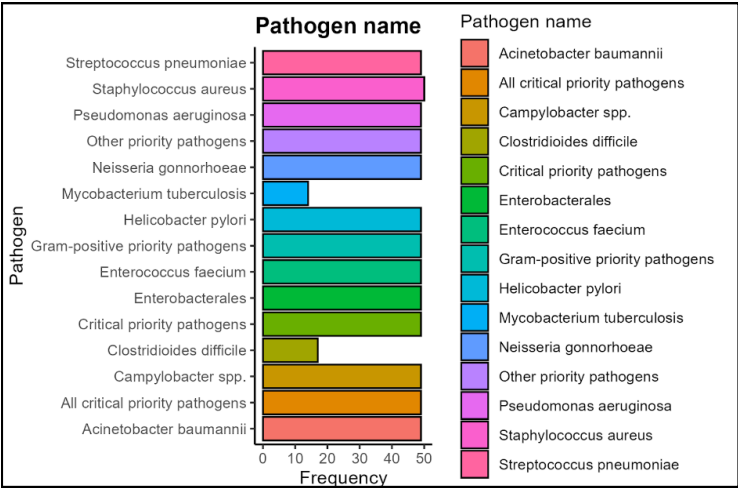 Pathogen name
Streptococcus pneumoniae
Staphylococcus aureus
Pseudomonas aeruginosa
Other priority pathogens
Neisseria gonnorhoeae
Mycobacterium tuberculosis
Helicobacter pylori
Gram-positive priority pathogens
Enterococcus faecium
Enterobacterales
Critical priority pathogens
Clostridioides difficile
Campylobacter spp.
All critical priority pathogens
Acinetobacter baumannii
Pathogen
0 10 20 30 40 50
Frequency
Pathogen name
Acinetobacter baumannii
All critical priority pathogens
Campylobacter spp.
Clostridioides difficile
Critical priority pathogens
Enterobacterales
Enterococcus faecium
Gram-positive priority pathogens
Helicobacter pylori
Mycobacterium tuberculosis
Neisseria gonnorhoeae
Other priority pathogens
Pseudomonas aeruginosa
Staphylococcus aureus
Streptococcus pneumoniae